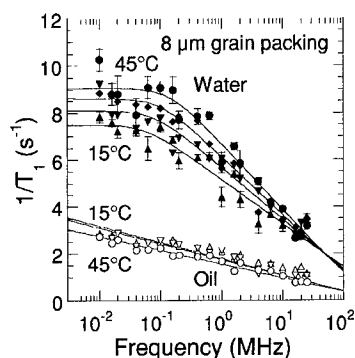 8 μm grain packing
45°C
Water
15°C
15°C
45°C
Oil
1/T₁ (s⁻¹)
12
10
8
6
4
2
0
10⁻² 10⁻¹ 10⁰ 10¹ 10²
Frequency (MHz)